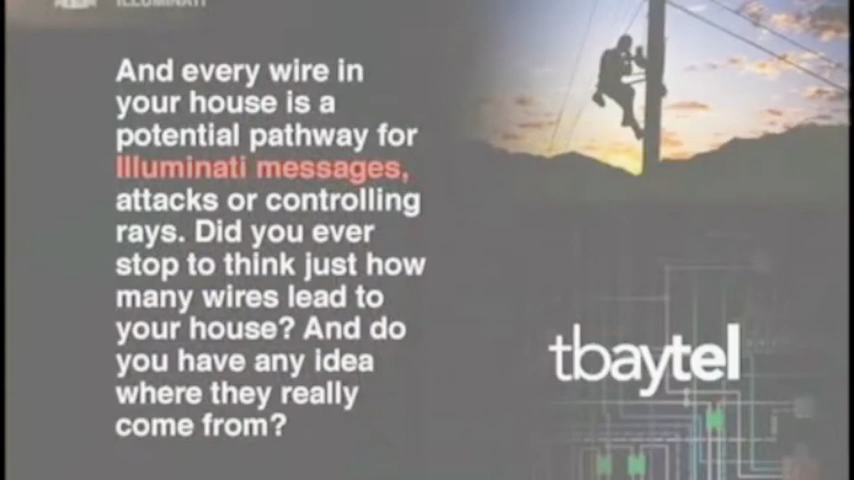 ILLUMINATI
And every wire in
your house is a
potential pathway for
Illuminati messages,
attacks or controlling
rays. Did you ever
stop to think just how
many wires lead to
your house? And do
you have any idea
where they really
come from?
tbaytel